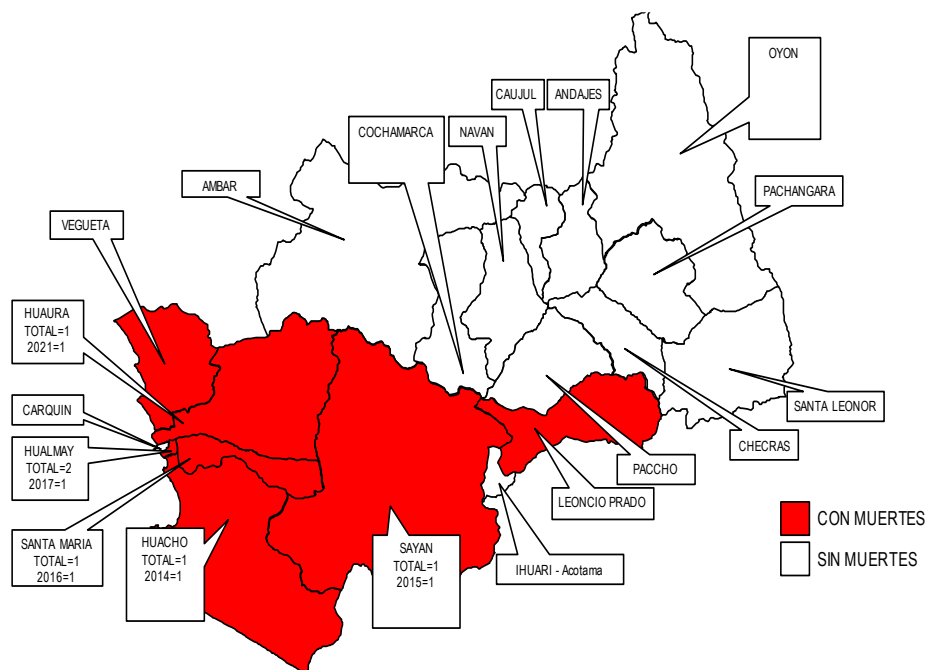 OYON
CAUJUL
ANDAJES
COCHAMARCA
NAVAN
AMBAR
PACHANGARA
VEGUETA
HUAURA
TOTAL=1
2021=1
CARQUIN
HUALMAY
TOTAL=2
2017=1
SANTA MARIA
TOTAL=1
2016=1
HUACHO
TOTAL=1
2014=1
SAYAN
TOTAL=1
2015=1
IHUARI - Acotama
LEONCIO PRADO
PACCHO
CHECRAS
SANTA LEONOR
CON MUERTES
SIN MUERTES